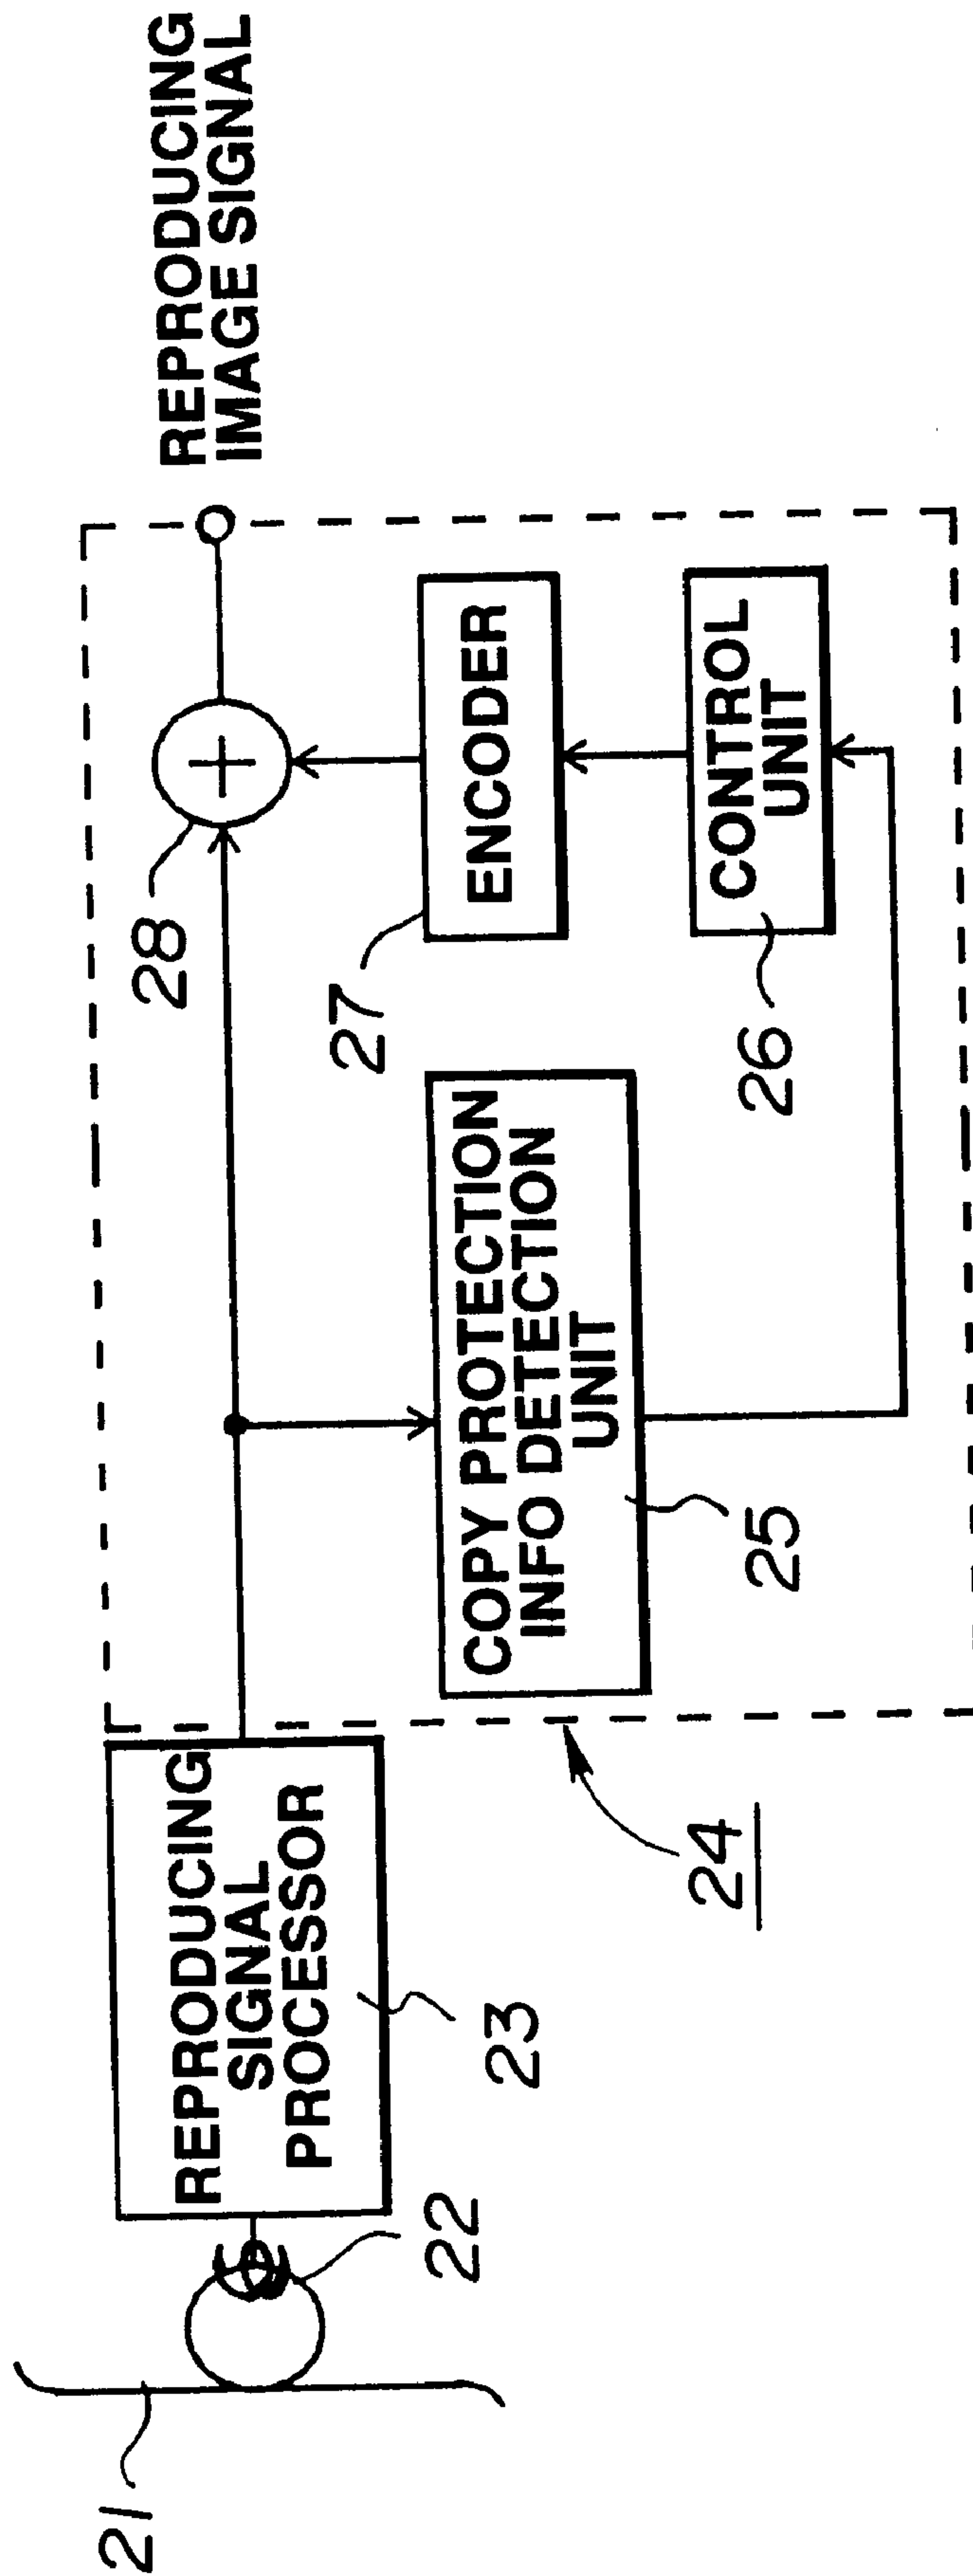 21
22
REPRODUCING
SIGNAL
PROCESSOR
23
24
COPY PROTECTION
INFO DETECTION
UNIT
25
28
27
ENCODER
CONTROL
UNIT
26
REPRODUCING
IMAGE SIGNAL